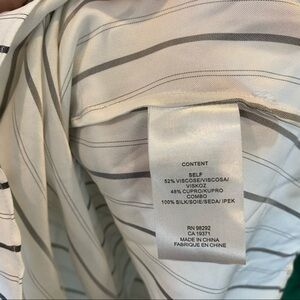 CONTENT
SELF
52% VISCOSE/VISCOSA/
VISKOZ
48% CUPRO/KUPRO
COMBO
100% SILK/SOIE/SEDA/ IPEK
RN 98292
CA 19371
MADE IN CHINA
FABRIQUE EN CHINE